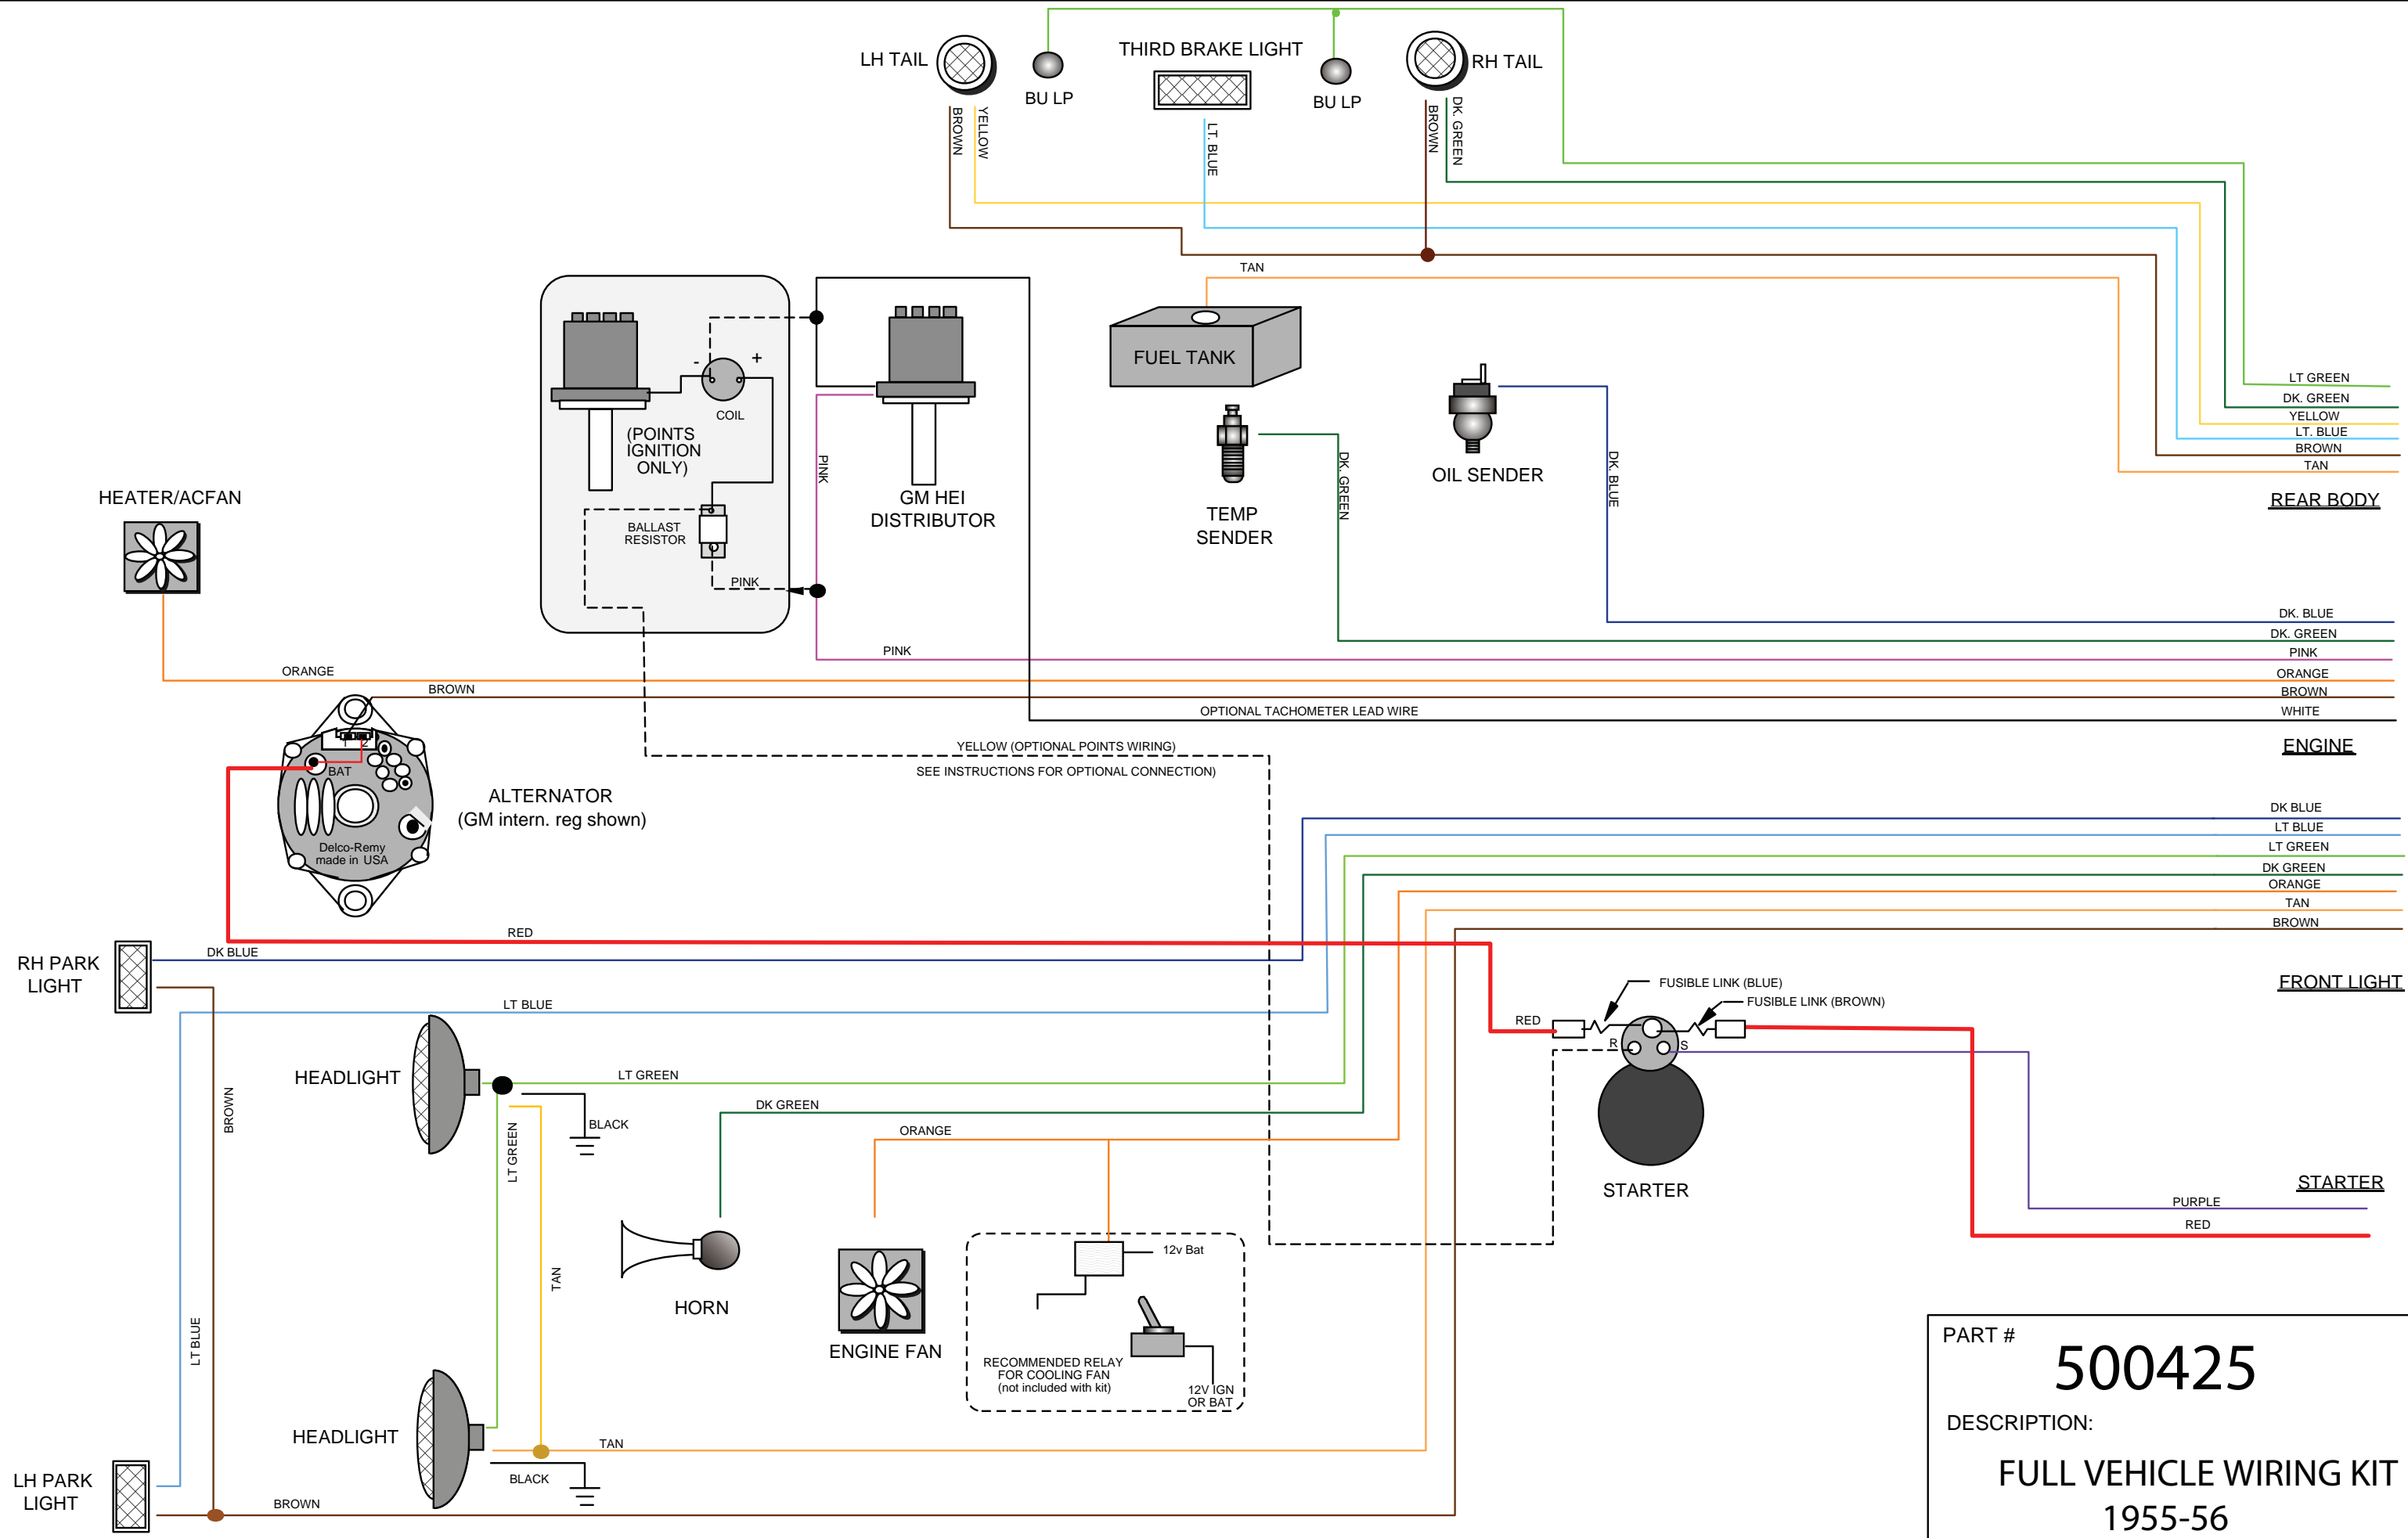 LH TAIL
BU LP
THIRD BRAKE LIGHT
BU LP
RH TAIL
BROWN
YELLOW
LT. BLUE
BROWN
DK. GREEN
TAN
FUEL TANK
- +
COIL
(POINTS
IGNITION
ONLY)
BALLAST
RESISTOR
PINK
PINK
GM HEI
DISTRIBUTOR
TEMP
SENDER
DK. GREEN
OIL SENDER
DK. BLUE
LT GREEN
DK. GREEN
YELLOW
LT. BLUE
BROWN
TAN
REAR BODY
HEATER/ACFAN
ORANGE
BROWN
PINK
OPTIONAL TACHOMETER LEAD WIRE
DK. BLUE
DK. GREEN
PINK
ORANGE
BROWN
WHITE
ENGINE
YELLOW (OPTIONAL POINTS WIRING)
SEE INSTRUCTIONS FOR OPTIONAL CONNECTION)
1 2
BAT
Delco-Remy
made in USA
ALTERNATOR
(GM intern. reg shown)
DK BLUE
LT BLUE
LT GREEN
DK GREEN
ORANGE
TAN
BROWN
FRONT LIGHT
RED
RH PARK
LIGHT
DK BLUE
LT BLUE
BROWN
LT BLUE
HEADLIGHT
LT GREEN
BLACK
LT GREEN
TAN
DK GREEN
HORN
ORANGE
ENGINE FAN
12v Bat
RECOMMENDED RELAY
FOR COOLING FAN
(not included with kit)
12V IGN
OR BAT
RED
FUSIBLE LINK (BLUE)
FUSIBLE LINK (BROWN)
R S
STARTER
STARTER
PURPLE
RED
HEADLIGHT
TAN
BLACK
LH PARK
LIGHT
BROWN
PART #
500425
DESCRIPTION:
FULL VEHICLE WIRING KIT
1955-56